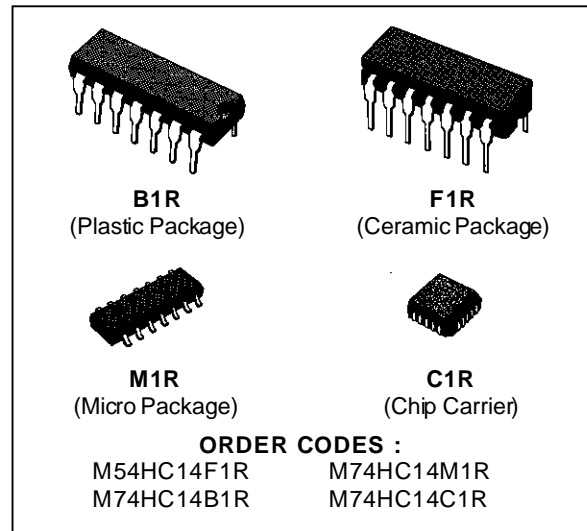 B1R
(Plastic Package)
F1R
(Ceramic Package)
M1R
(Micro Package)
C1R
(Chip Carrier)
ORDER CODES :
M54HC14F1R M74HC14M1R
M74HC14B1R M74HC14C1R